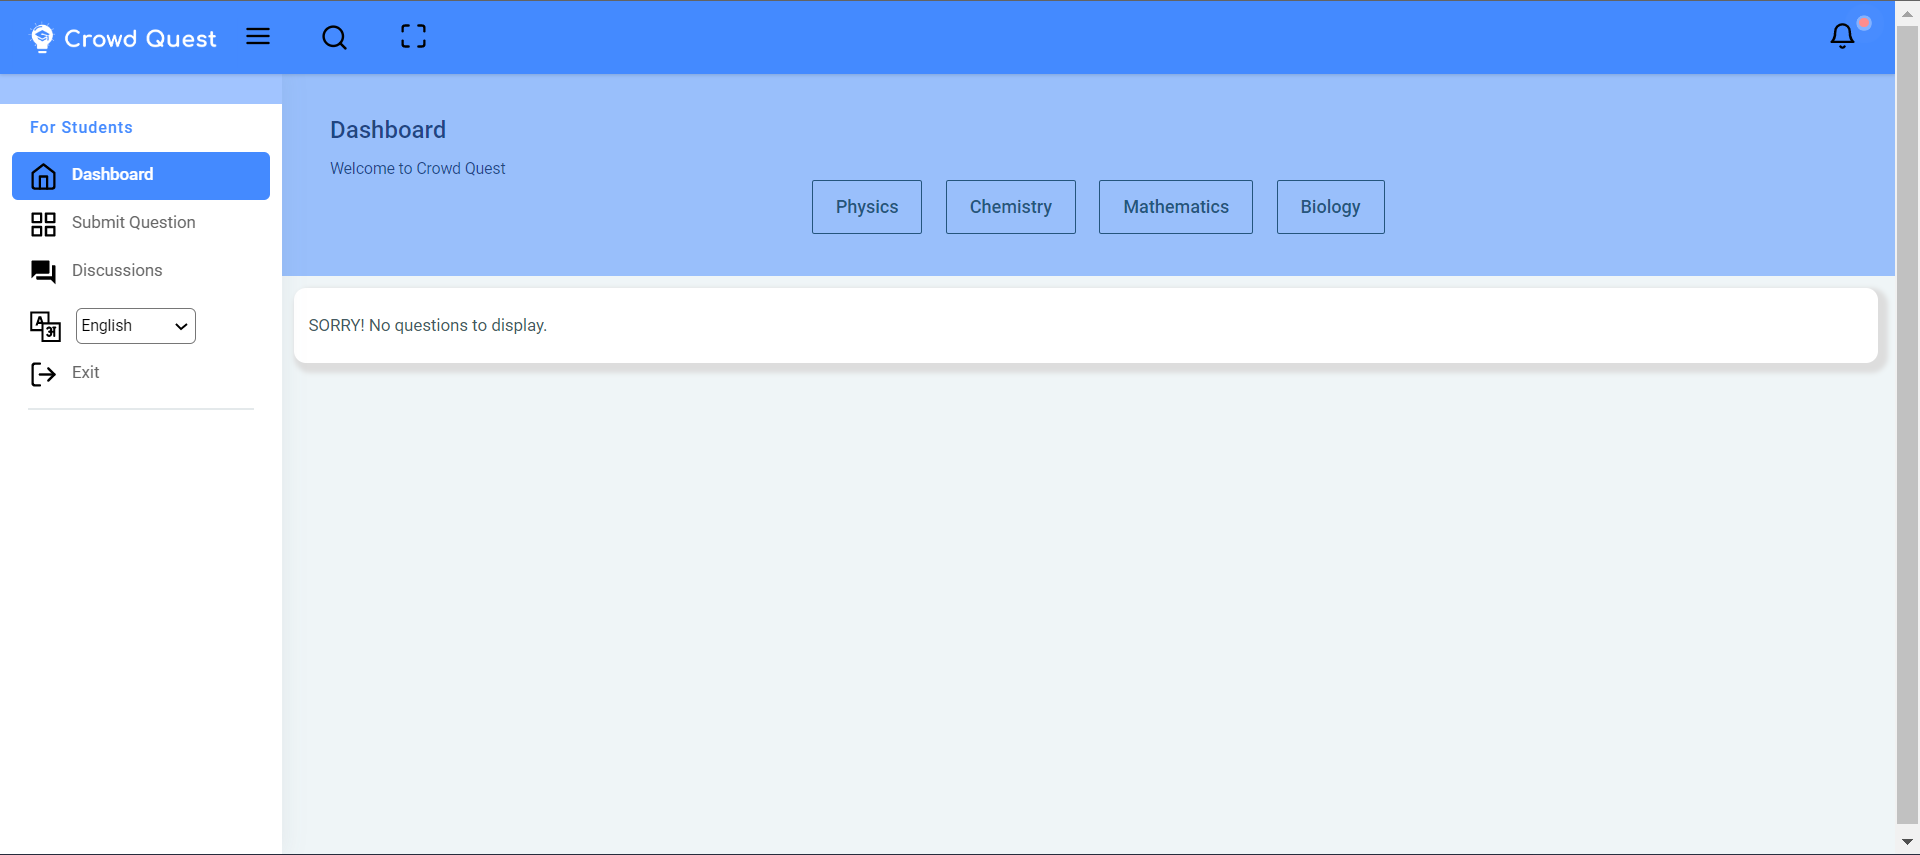 Crowd Quest
For Students
Dashboard
Submit Question
Discussions
A अ
English
Exit
Dashboard
Welcome to Crowd Quest
Physics
Chemistry
Mathematics
Biology
SORRY! No questions to display.